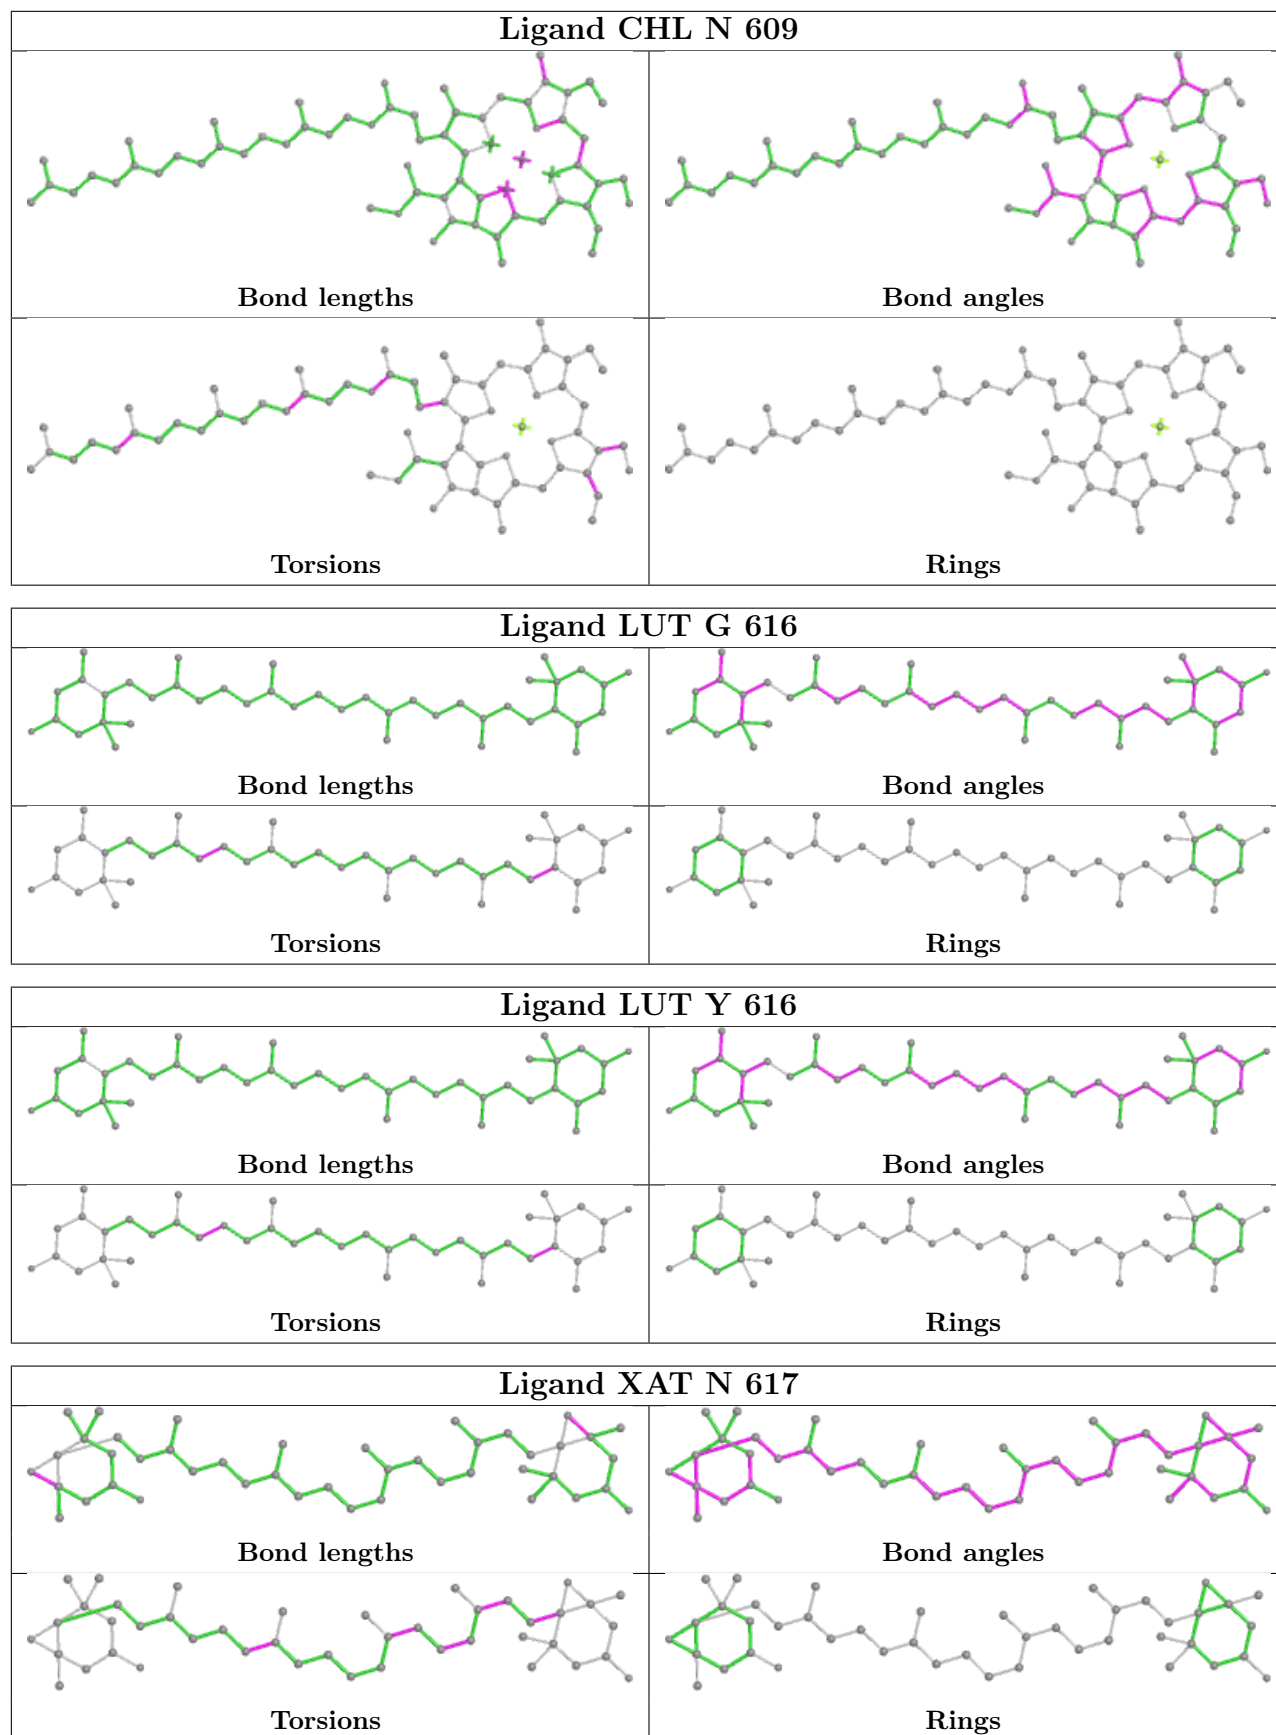 Ligand CHL N 609
Bond lengths
Bond angles
Torsions
Rings
Ligand LUT G 616
Bond lengths
Bond angles
Torsions
Rings
Ligand LUT Y 616
Bond lengths
Bond angles
Torsions
Rings
Ligand XAT N 617
Bond lengths
Bond angles
Torsions
Rings